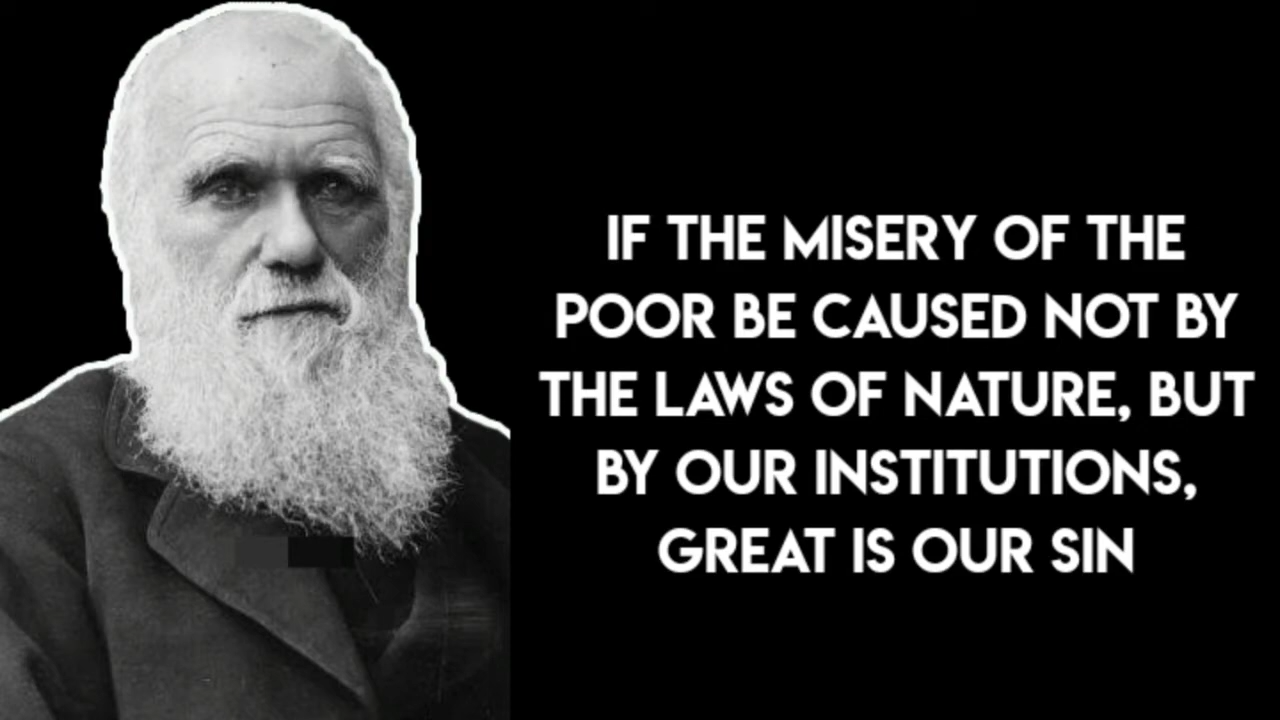 IF THE MISERY OF THE
POOR BE CAUSED NOT BY
THE LAWS OF NATURE, BUT
BY OUR INSTITUTIONS,
GREAT IS OUR SIN